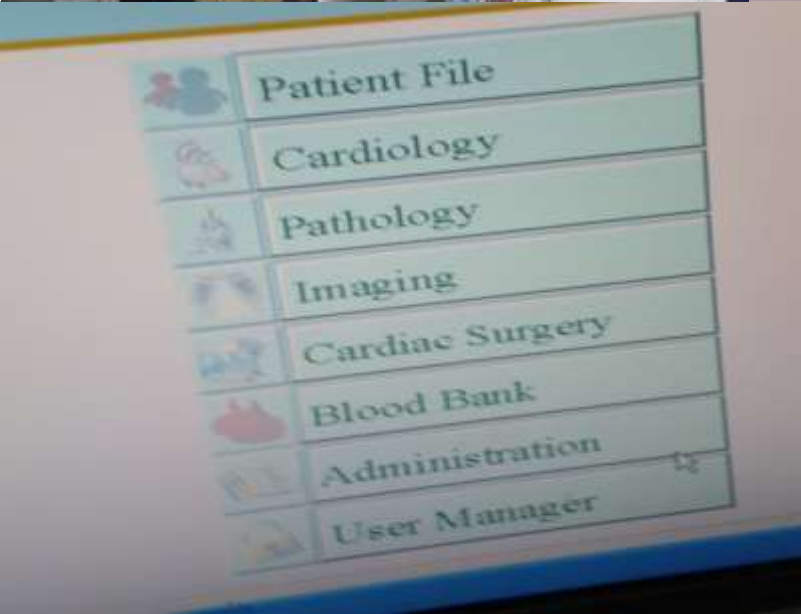 Patient File
Cardiology
Pathology
Imaging
Cardiac Surgery
Blood Bank
Administration
User Manager